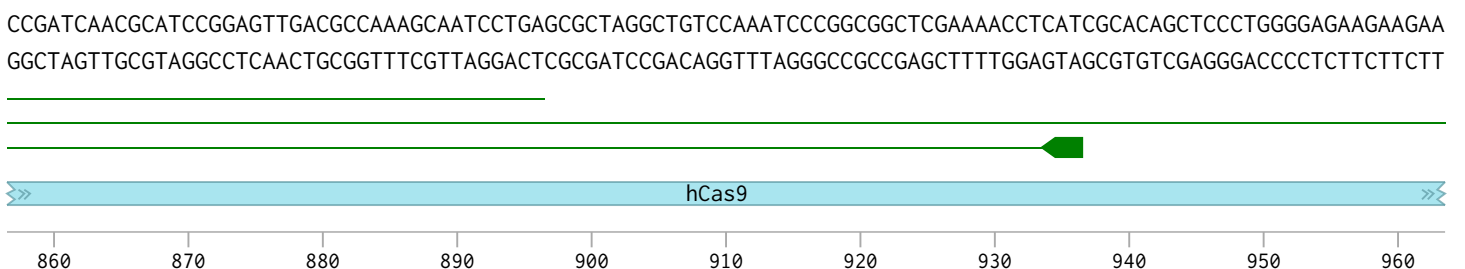 CCGATCAACGCATCCGGAGTTGACGCCAAAGCAATCCTGAGCGCTAGGCTGTCCAAATCCCGGCGGCTCGAAAACCTCATCGCACAGCTCCCTGGGGAGAAGAAGAA
GGCTAGTTGCGTAGGCCTCAACTGCGGTTTCGTTAGGACTCGCGATCCGACAGGTTTAGGGCCGCCGAGCTTTTGGAGTAGCGTGTCGAGGGACCCCTCTTCTTCTT
hCas9
860 870 880 890 900 910 920 930 940 950 960